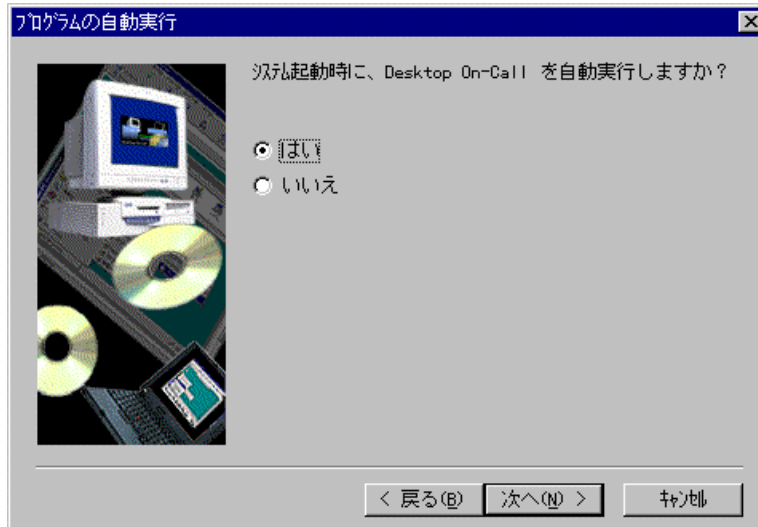 ﾌﾟﾛｸﾞﾗﾑの自動実行
ｼｽﾃﾑ起動時に、Desktop On-Call を自動実行しますか？
はい
いいえ
< 戻る(B)
次へ(N) >
ｷｬﾝｾﾙ